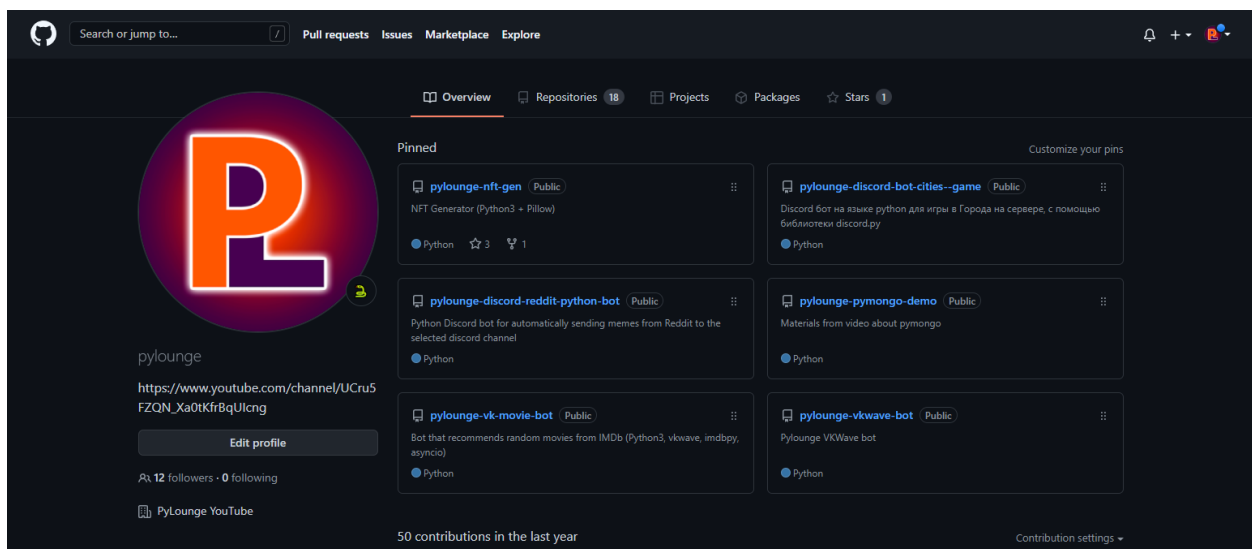 Search or jump to... /
Pull requests Issues Marketplace Explore
Overview Repositories 18 Projects Packages Stars 1
PL
pylounge
https://www.youtube.com/channel/UCru5
FZQN_Xa0tKfrBqUIcng
Edit profile
12 followers · 0 following
PyLounge YouTube
Pinned
Customize your pins
pylounge-nft-gen Public
NFT Generator (Python3 + Pillow)
Python 3 1
pylounge-discord-bot-cities--game Public
Discord бот на языке python для игры в Города на сервере, с помощью
библиотеки discord.py
Python
pylounge-discord-reddit-python-bot Public
Python Discord bot for automatically sending memes from Reddit to the
selected discord channel
Python
pylounge-pymongo-demo Public
Materials from video about pymongo
Python
pylounge-vk-movie-bot Public
Bot that recommends random movies from IMDb (Python3, vkwave, imdbpy,
asyncio)
Python
pylounge-vkwave-bot Public
Pylounge VKWave bot
Python
50 contributions in the last year
Contribution settings